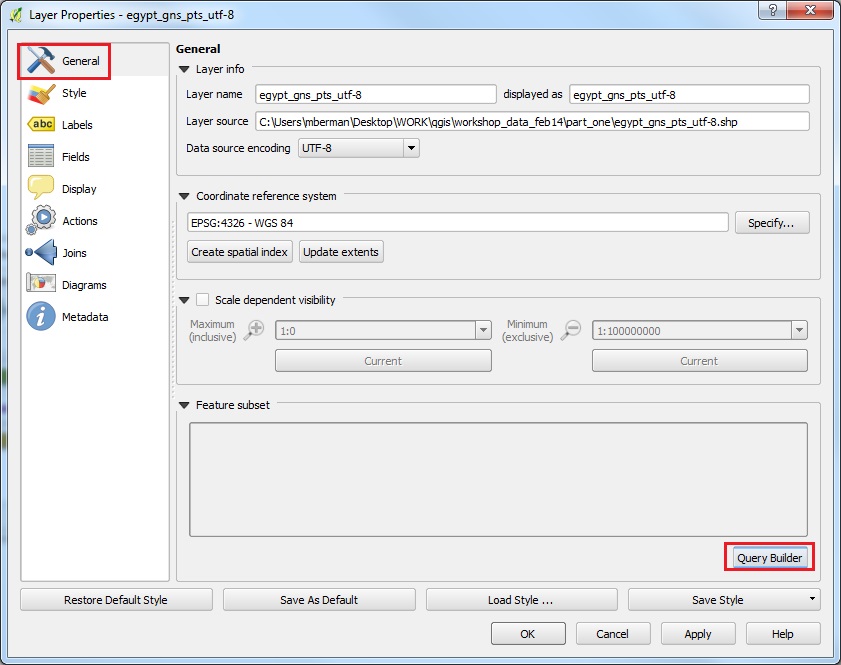 Layer Properties - egypt_gns_pts_utf-8
General
Style
abc Labels
Fields
Display
Actions
Joins
Diagrams
Metadata
General
Layer info
Layer name egypt_gns_pts_utf-8 displayed as egypt_gns_pts_utf-8
Layer source C:\Users\mberman\Desktop\WORK\qgis\workshop_data_feb14\part_one\egypt_gns_pts_utf-8.shp
Data source encoding UTF-8
Coordinate reference system
EPSG:4326 - WGS 84 Specify...
Create spatial index Update extents
Scale dependent visibility
Maximum (inclusive) 1:0 Minimum (exclusive) 1:100000000
Current Current
Feature subset
Query Builder
Restore Default Style Save As Default Load Style ... Save Style
OK Cancel Apply Help